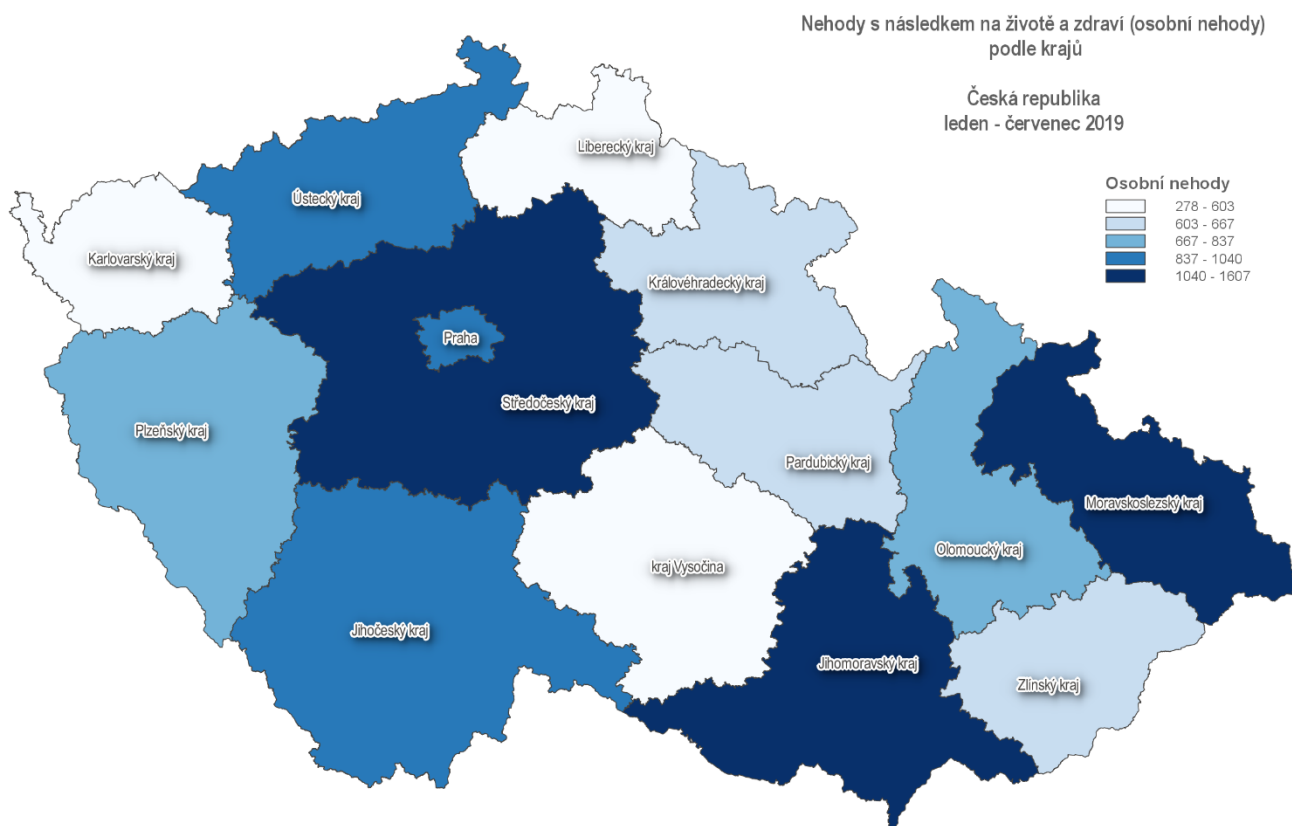 Nehody s následkem na životě a zdraví (osobní nehody)
podle krajů
Česká republika
leden - červenec 2019
Osobní nehody
278 - 603
603 - 667
667 - 837
837 - 1040
1040 - 1607
Liberecký kraj
Ústecký kraj
Karlovarský kraj
Královéhradecký kraj
Praha
Středočeský kraj
Plzeňský kraj
Pardubický kraj
Moravskoslezský kraj
Olomoucký kraj
kraj Vysočina
Jihočeský kraj
Jihomoravský kraj
Zlínský kraj